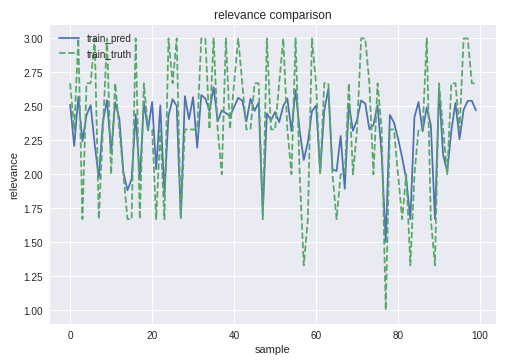 relevance comparison
train_pred
train_truth
3.00
2.75
2.50
2.25
2.00
1.75
1.50
1.25
1.00
relevance
0 20 40 60 80 100
sample